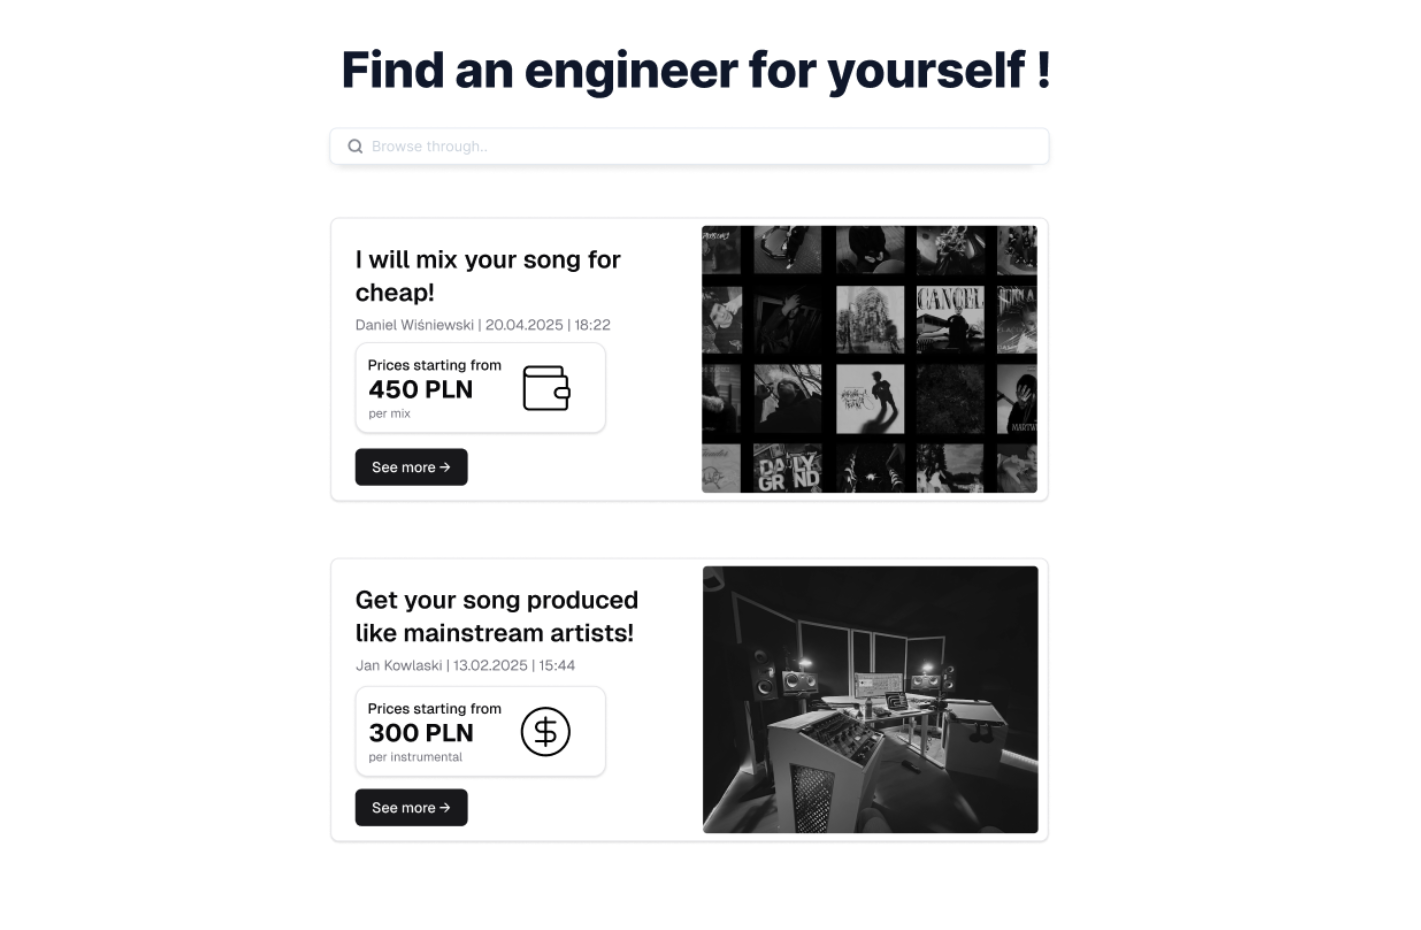 Find an engineer for yourself !
Browse through..
I will mix your song for
cheap!
Daniel Wiśniewski | 20.04.2025 | 18:22
Prices starting from
450 PLN
per mix
See more →
CANCEL
DAILY
GRIND
Get your song produced
like mainstream artists!
Jan Kowlaski | 13.02.2025 | 15:44
Prices starting from
300 PLN
per instrumental
See more →